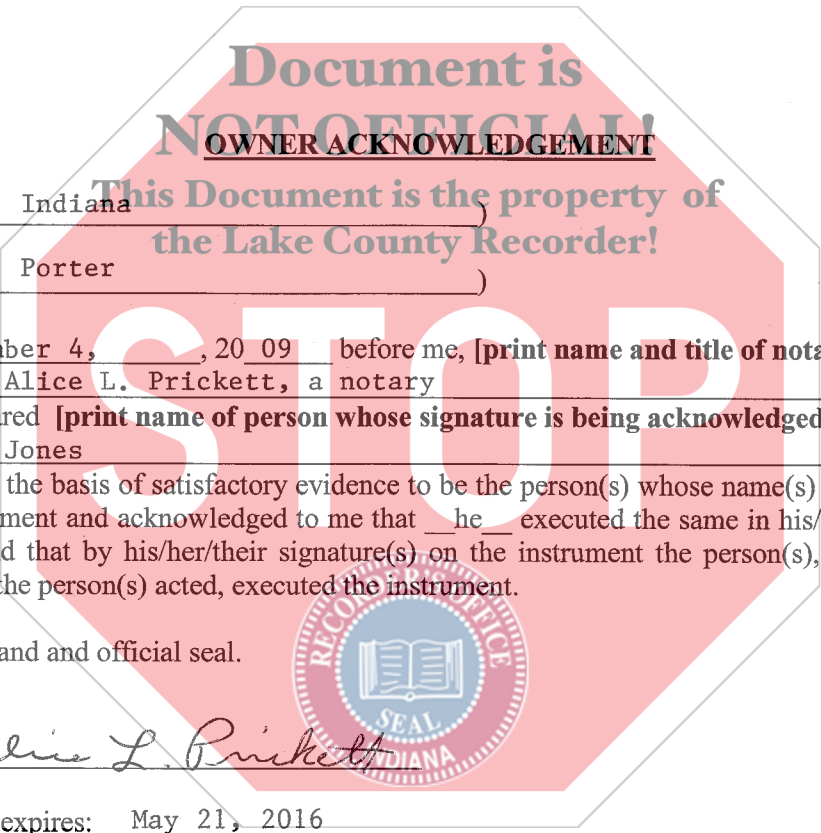 Document is
NOT OFFICIAL!
OWNER ACKNOWLEDGEMENT
This Document is the property of
Indiana )
the Lake County Recorder!
Porter )
STOP
ber 4, , 20 09 before me, [print name and title of nota
Alice L. Prickett, a notary
red [print name of person whose signature is being acknowledged
Jones
the basis of satisfactory evidence to be the person(s) whose name(s)
ment and acknowledged to me that __he__ executed the same in his/
d that by his/her/their signature(s) on the instrument the person(s),
the person(s) acted, executed the instrument.
RECORDER'S OFFICE
and and official seal.
SEAL
INDIANA
lice L. Prickett
expires: May 21, 2016